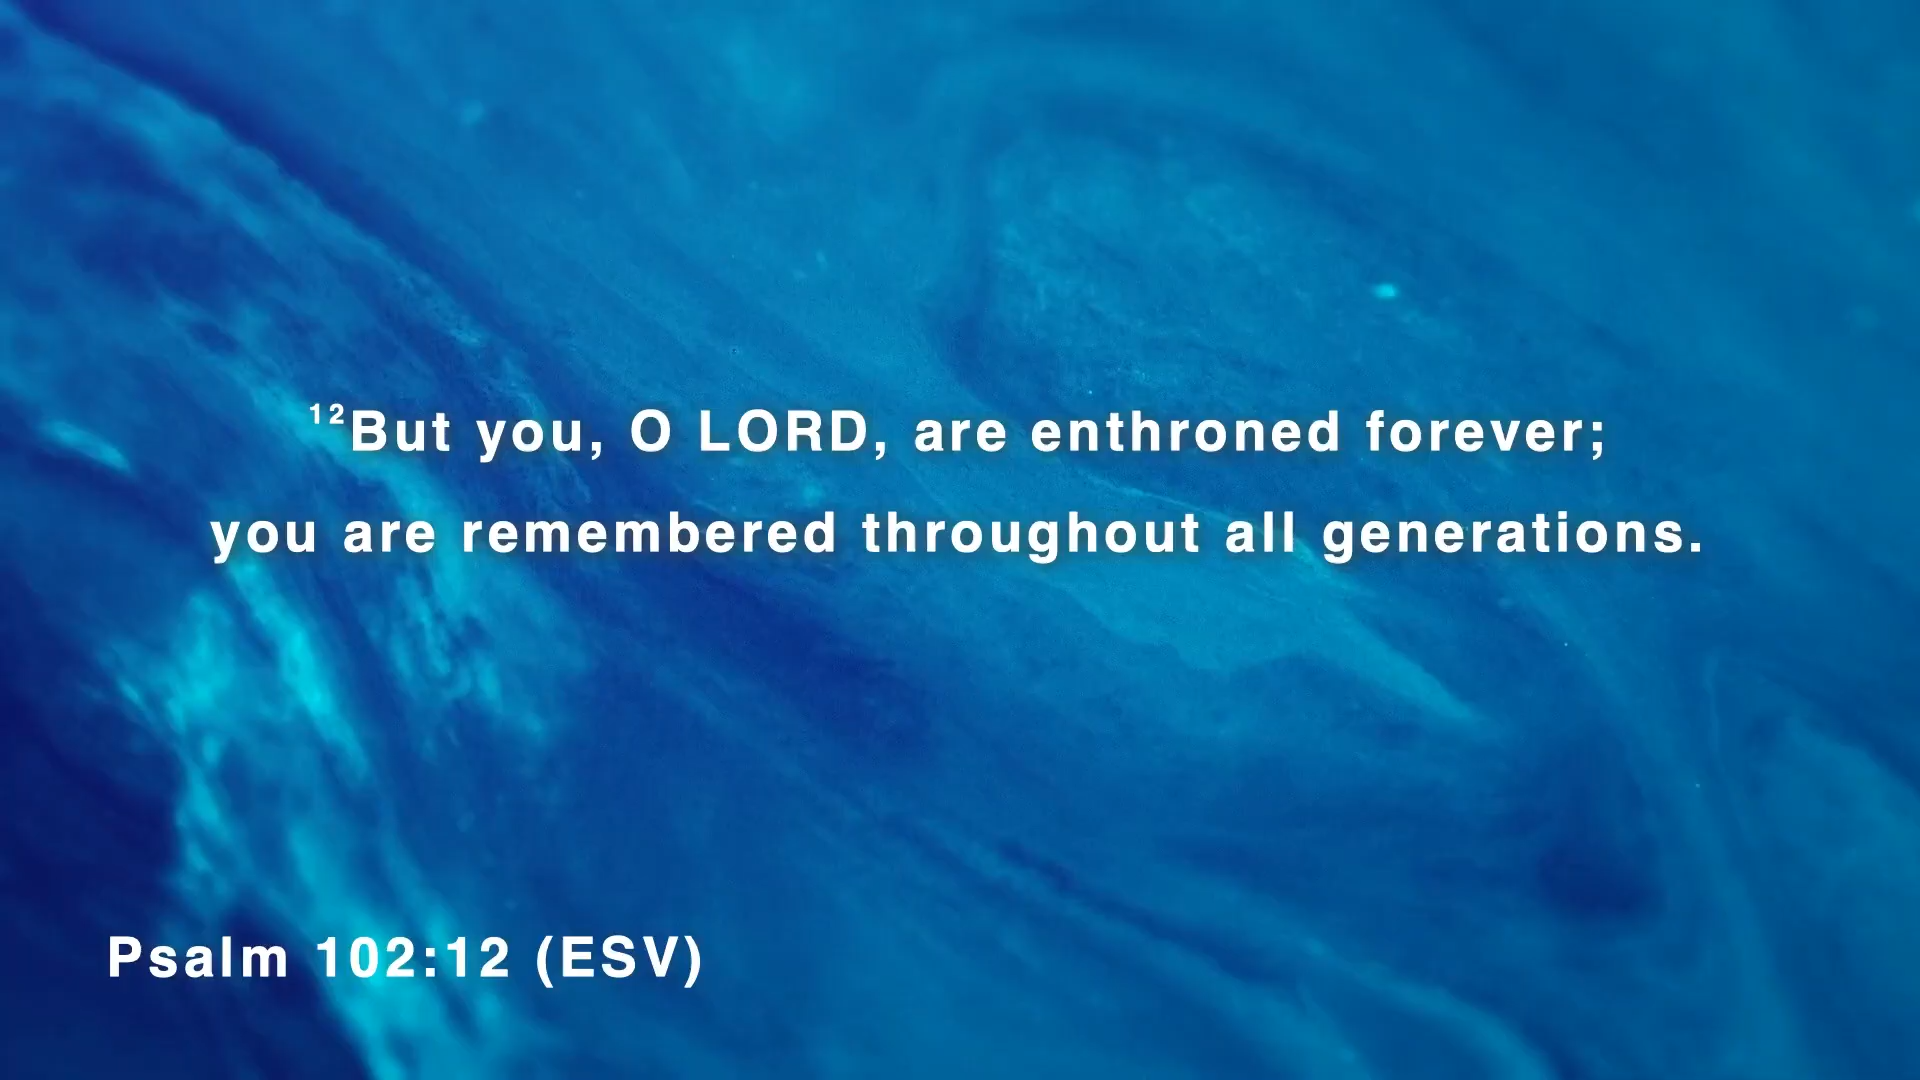 ¹²But you, O LORD, are enthroned forever;
you are remembered throughout all generations.
Psalm 102:12 (ESV)